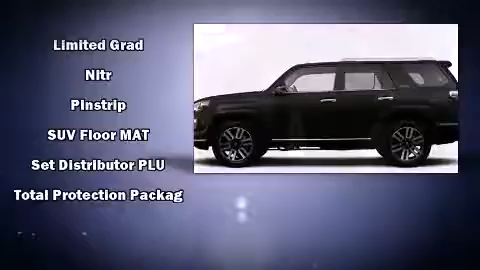 Limited Grad
Nitr
Pinstrip
SUV Floor MAT
Set Distributor PLU
Total Protection Packag